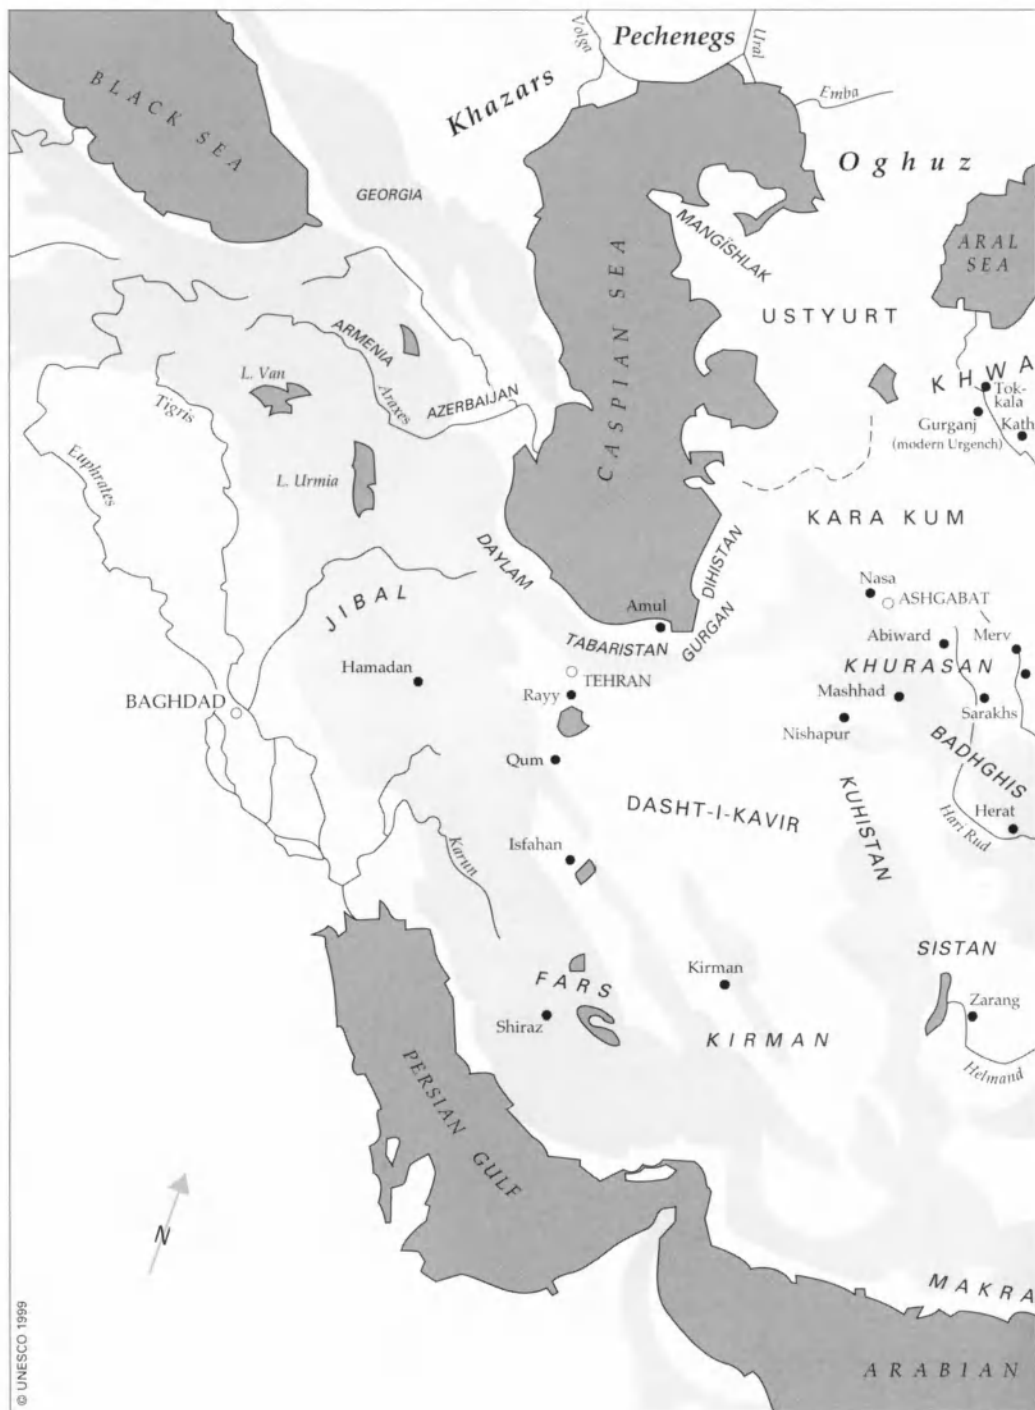 Volga
Pechenegs
Ural
BLACK SEA
Khazars
Emba
Oghuz
GEORGIA
MANGÏSHLAK
ARAL
SEA
CASPIAN SEA
USTYURT
ARMENIA
L. Van
Araxes
AZERBAIJAN
KHWA
Tok-
kala
Tigris
Gurganj
(modern Urgench)
Kath
Euphrates
L. Urmia
KARA KUM
DAYLAM
DIHISTAN
Nasa
ASHGABAT
JIBAL
Amul
TABARISTAN
GURGAN
Abiward
Merv
Hamadan
TEHRAN
KHURASAN
Rayy
Mashhad
BAGHDAD
Sarakhs
Nishapur
BADHGHIS
Qum
DASHT-I-KAVIR
KUHISTAN
Hari Rud
Herat
Karun
Isfahan
SISTAN
Kirman
FARS
Zarang
Shiraz
KIRMAN
Helmand
PERSIAN GULF
N
MAKRA
ARABIAN
© UNESCO 1999